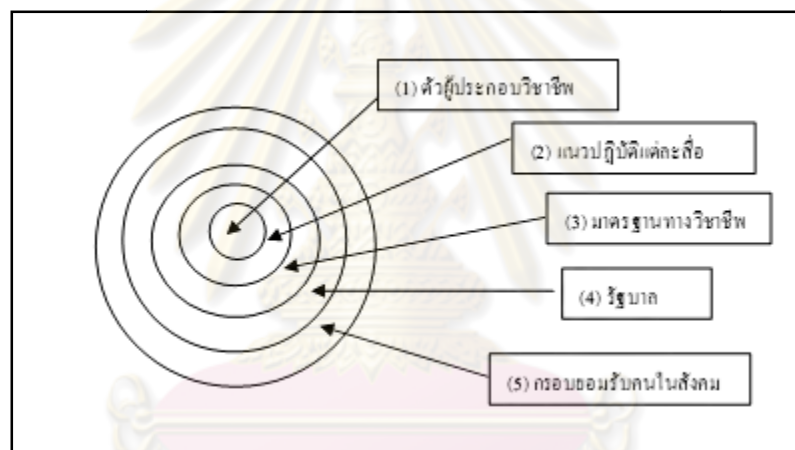 (1) ตัวผู้ประกอบวิชาชีพ
(2) แนวปฏิบัติแต่ละสื่อ
(3) มาตรฐานทางวิชาชีพ
(4) รัฐบาล
(5) กรอบยอมรับคนในสังคม